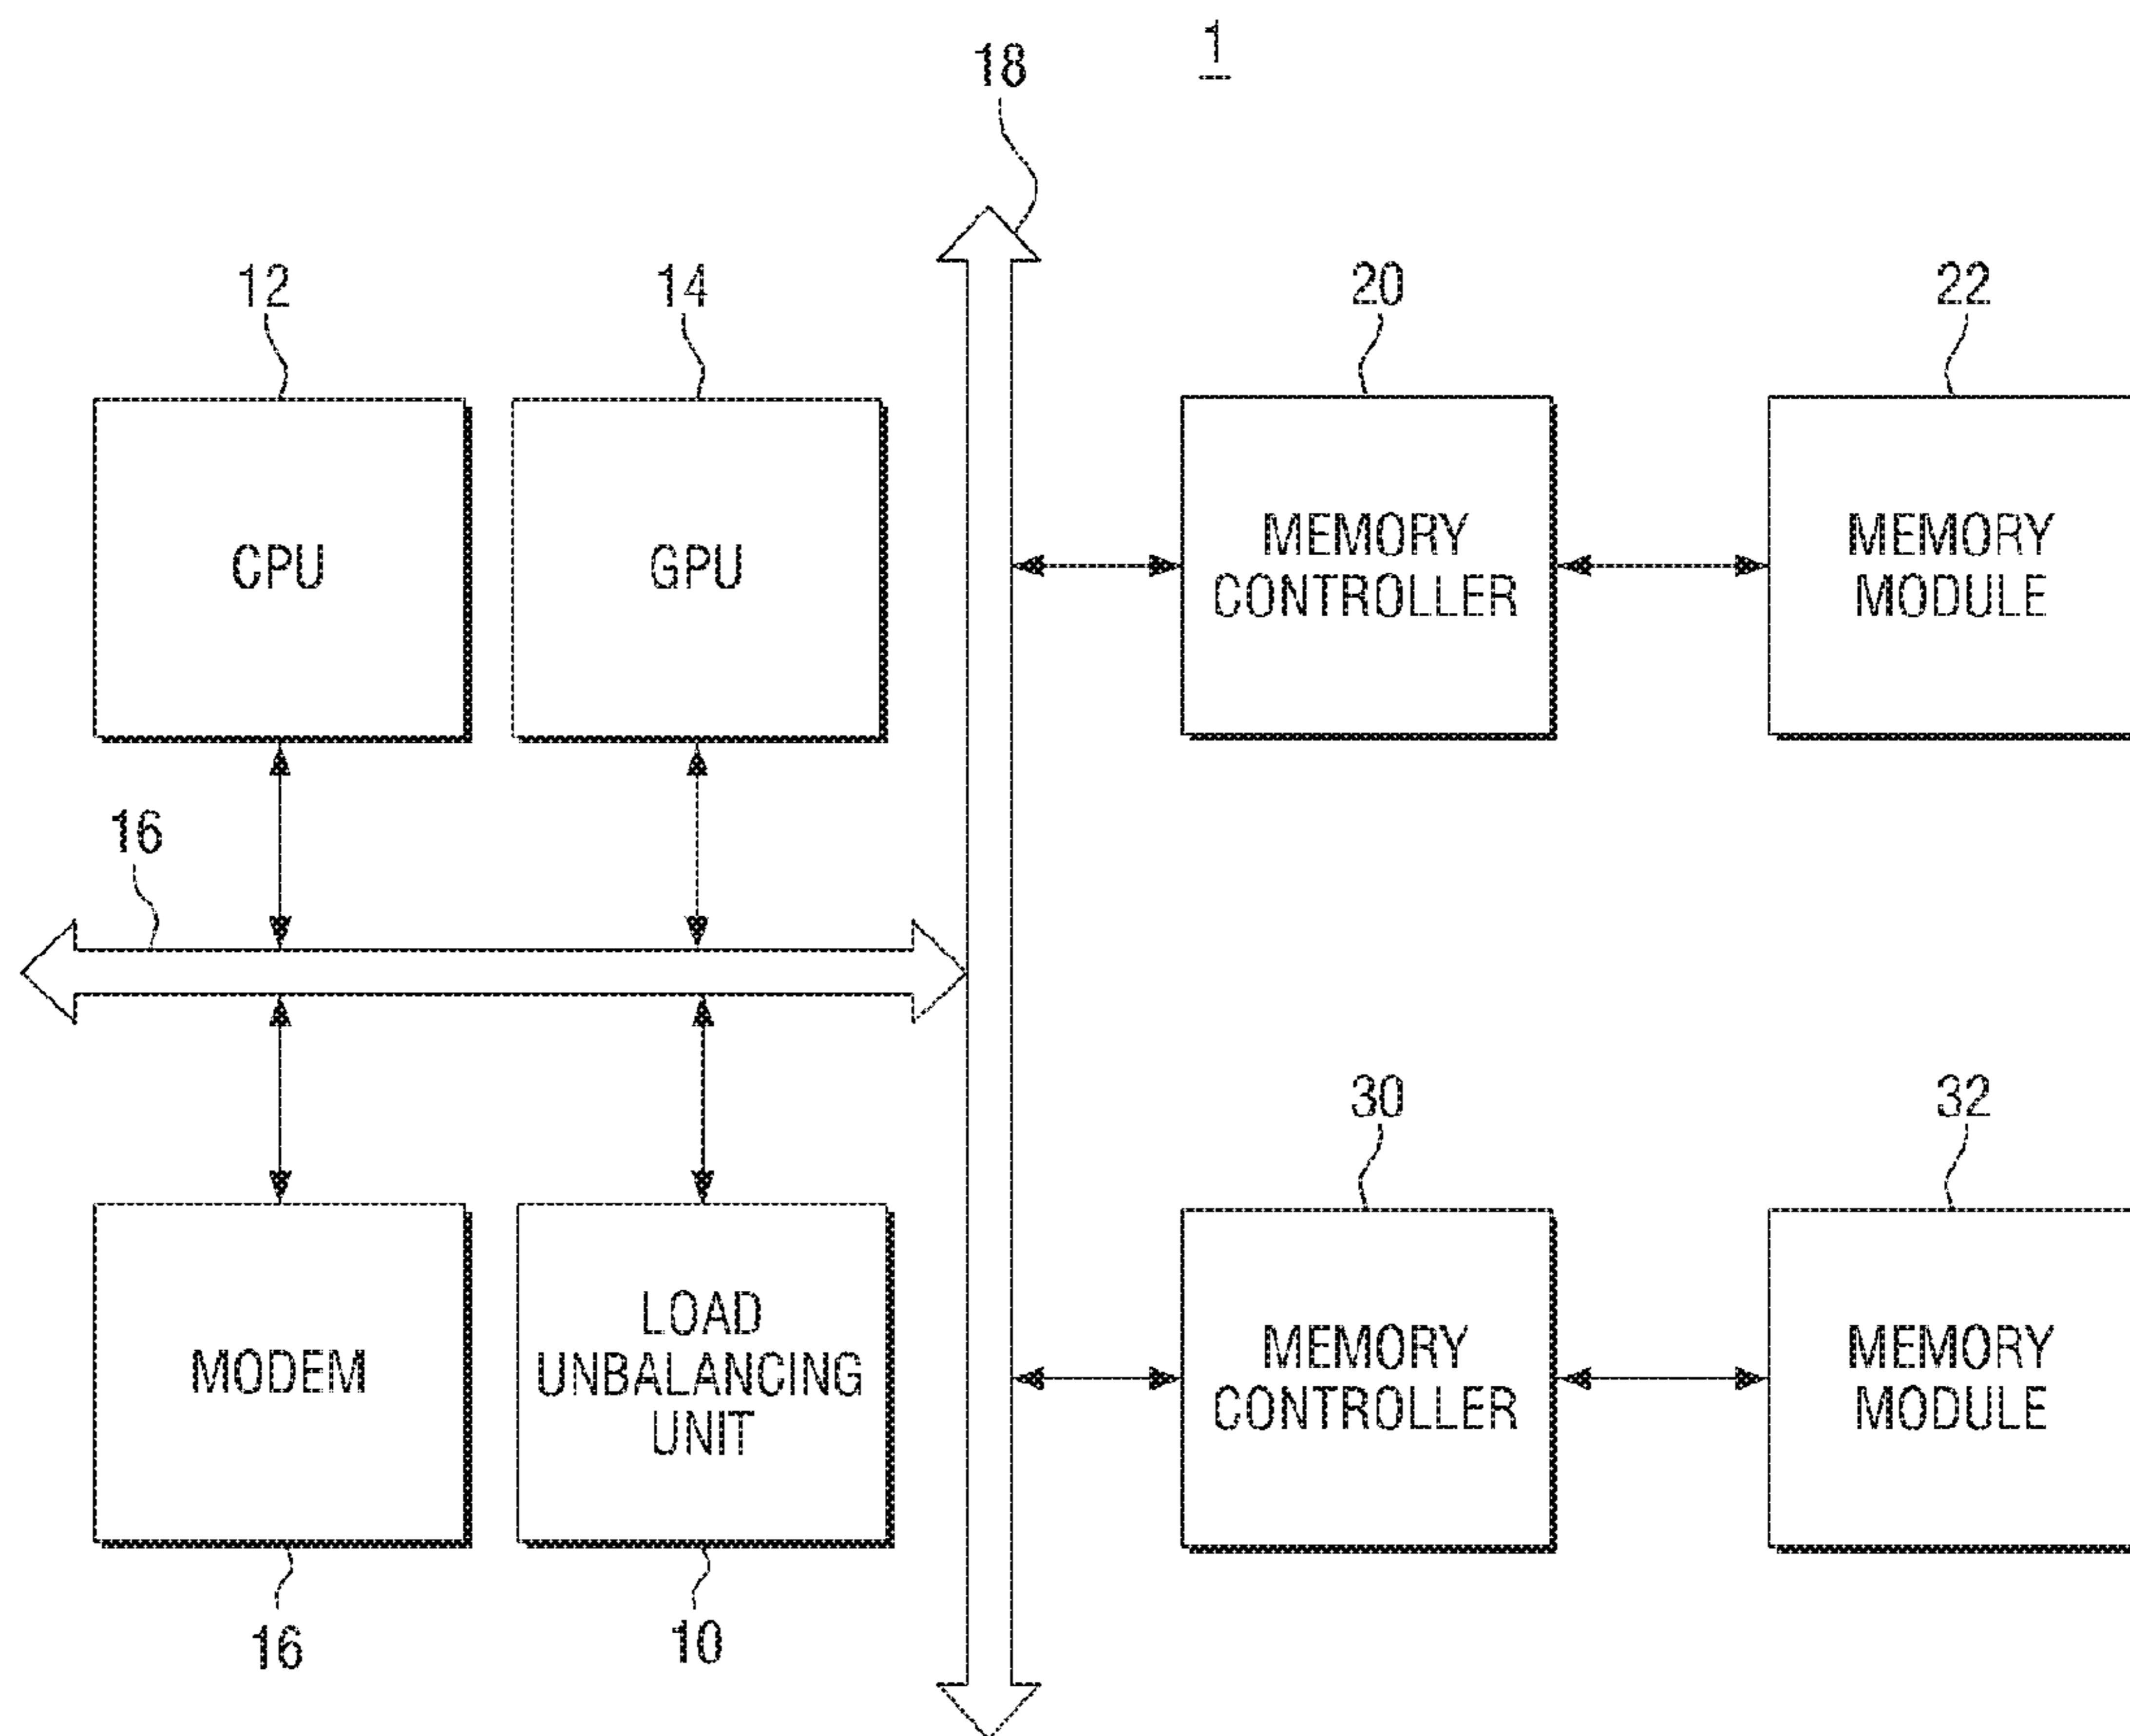 1
18
12
14
20
22
CPU
GPU
MEMORY
CONTROLLER
MEMORY
MODULE
16
30
32
MODEM
LOAD
UNBALANCING
UNIT
MEMORY
CONTROLLER
MEMORY
MODULE
16
10